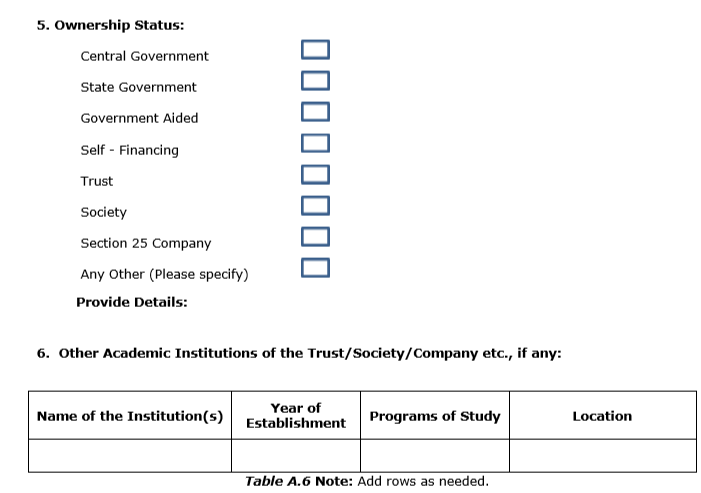 5. Ownership Status:
Central Government
State Government
Government Aided
Self - Financing
Trust
Society
Section 25 Company
Any Other (Please specify)
Provide Details:
6. Other Academic Institutions of the Trust/Society/Company etc., if any:
Name of the Institution(s) Year of Establishment Programs of Study Location
Table A.6 Note: Add rows as needed.